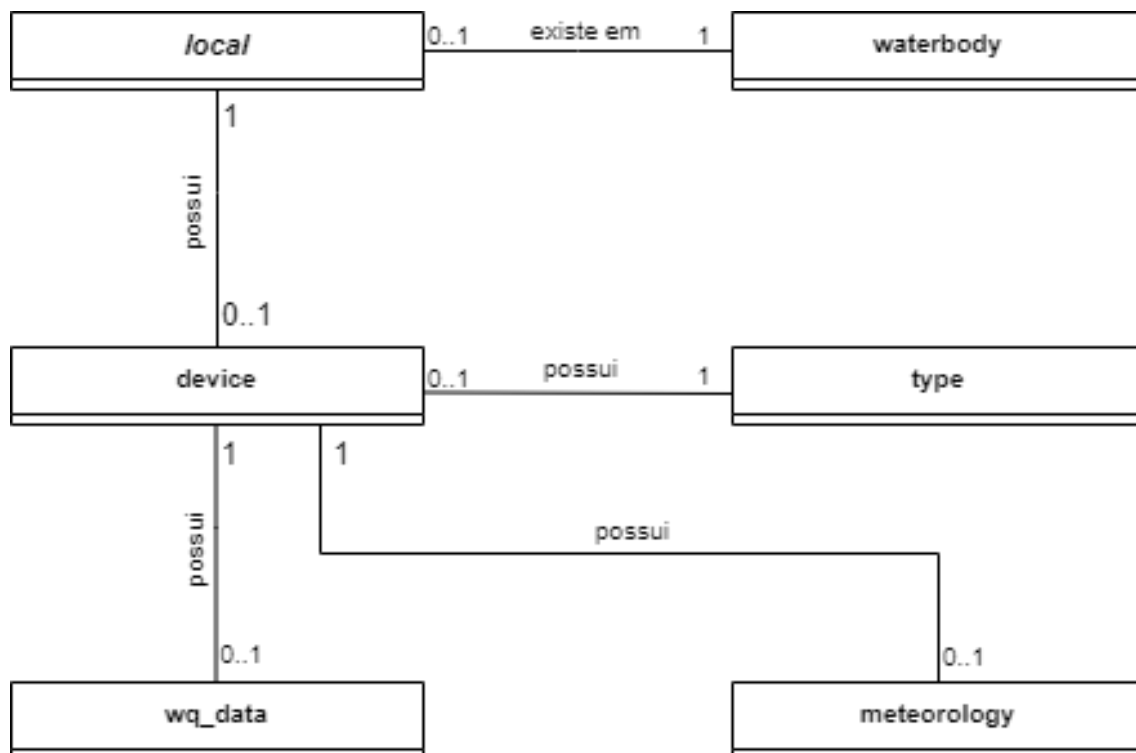 local
0..1
existe em
1
waterbody
1
possui
0..1
device
0..1
possui
1
type
1
1
possui
possui
0..1
0..1
wq_data
meteorology